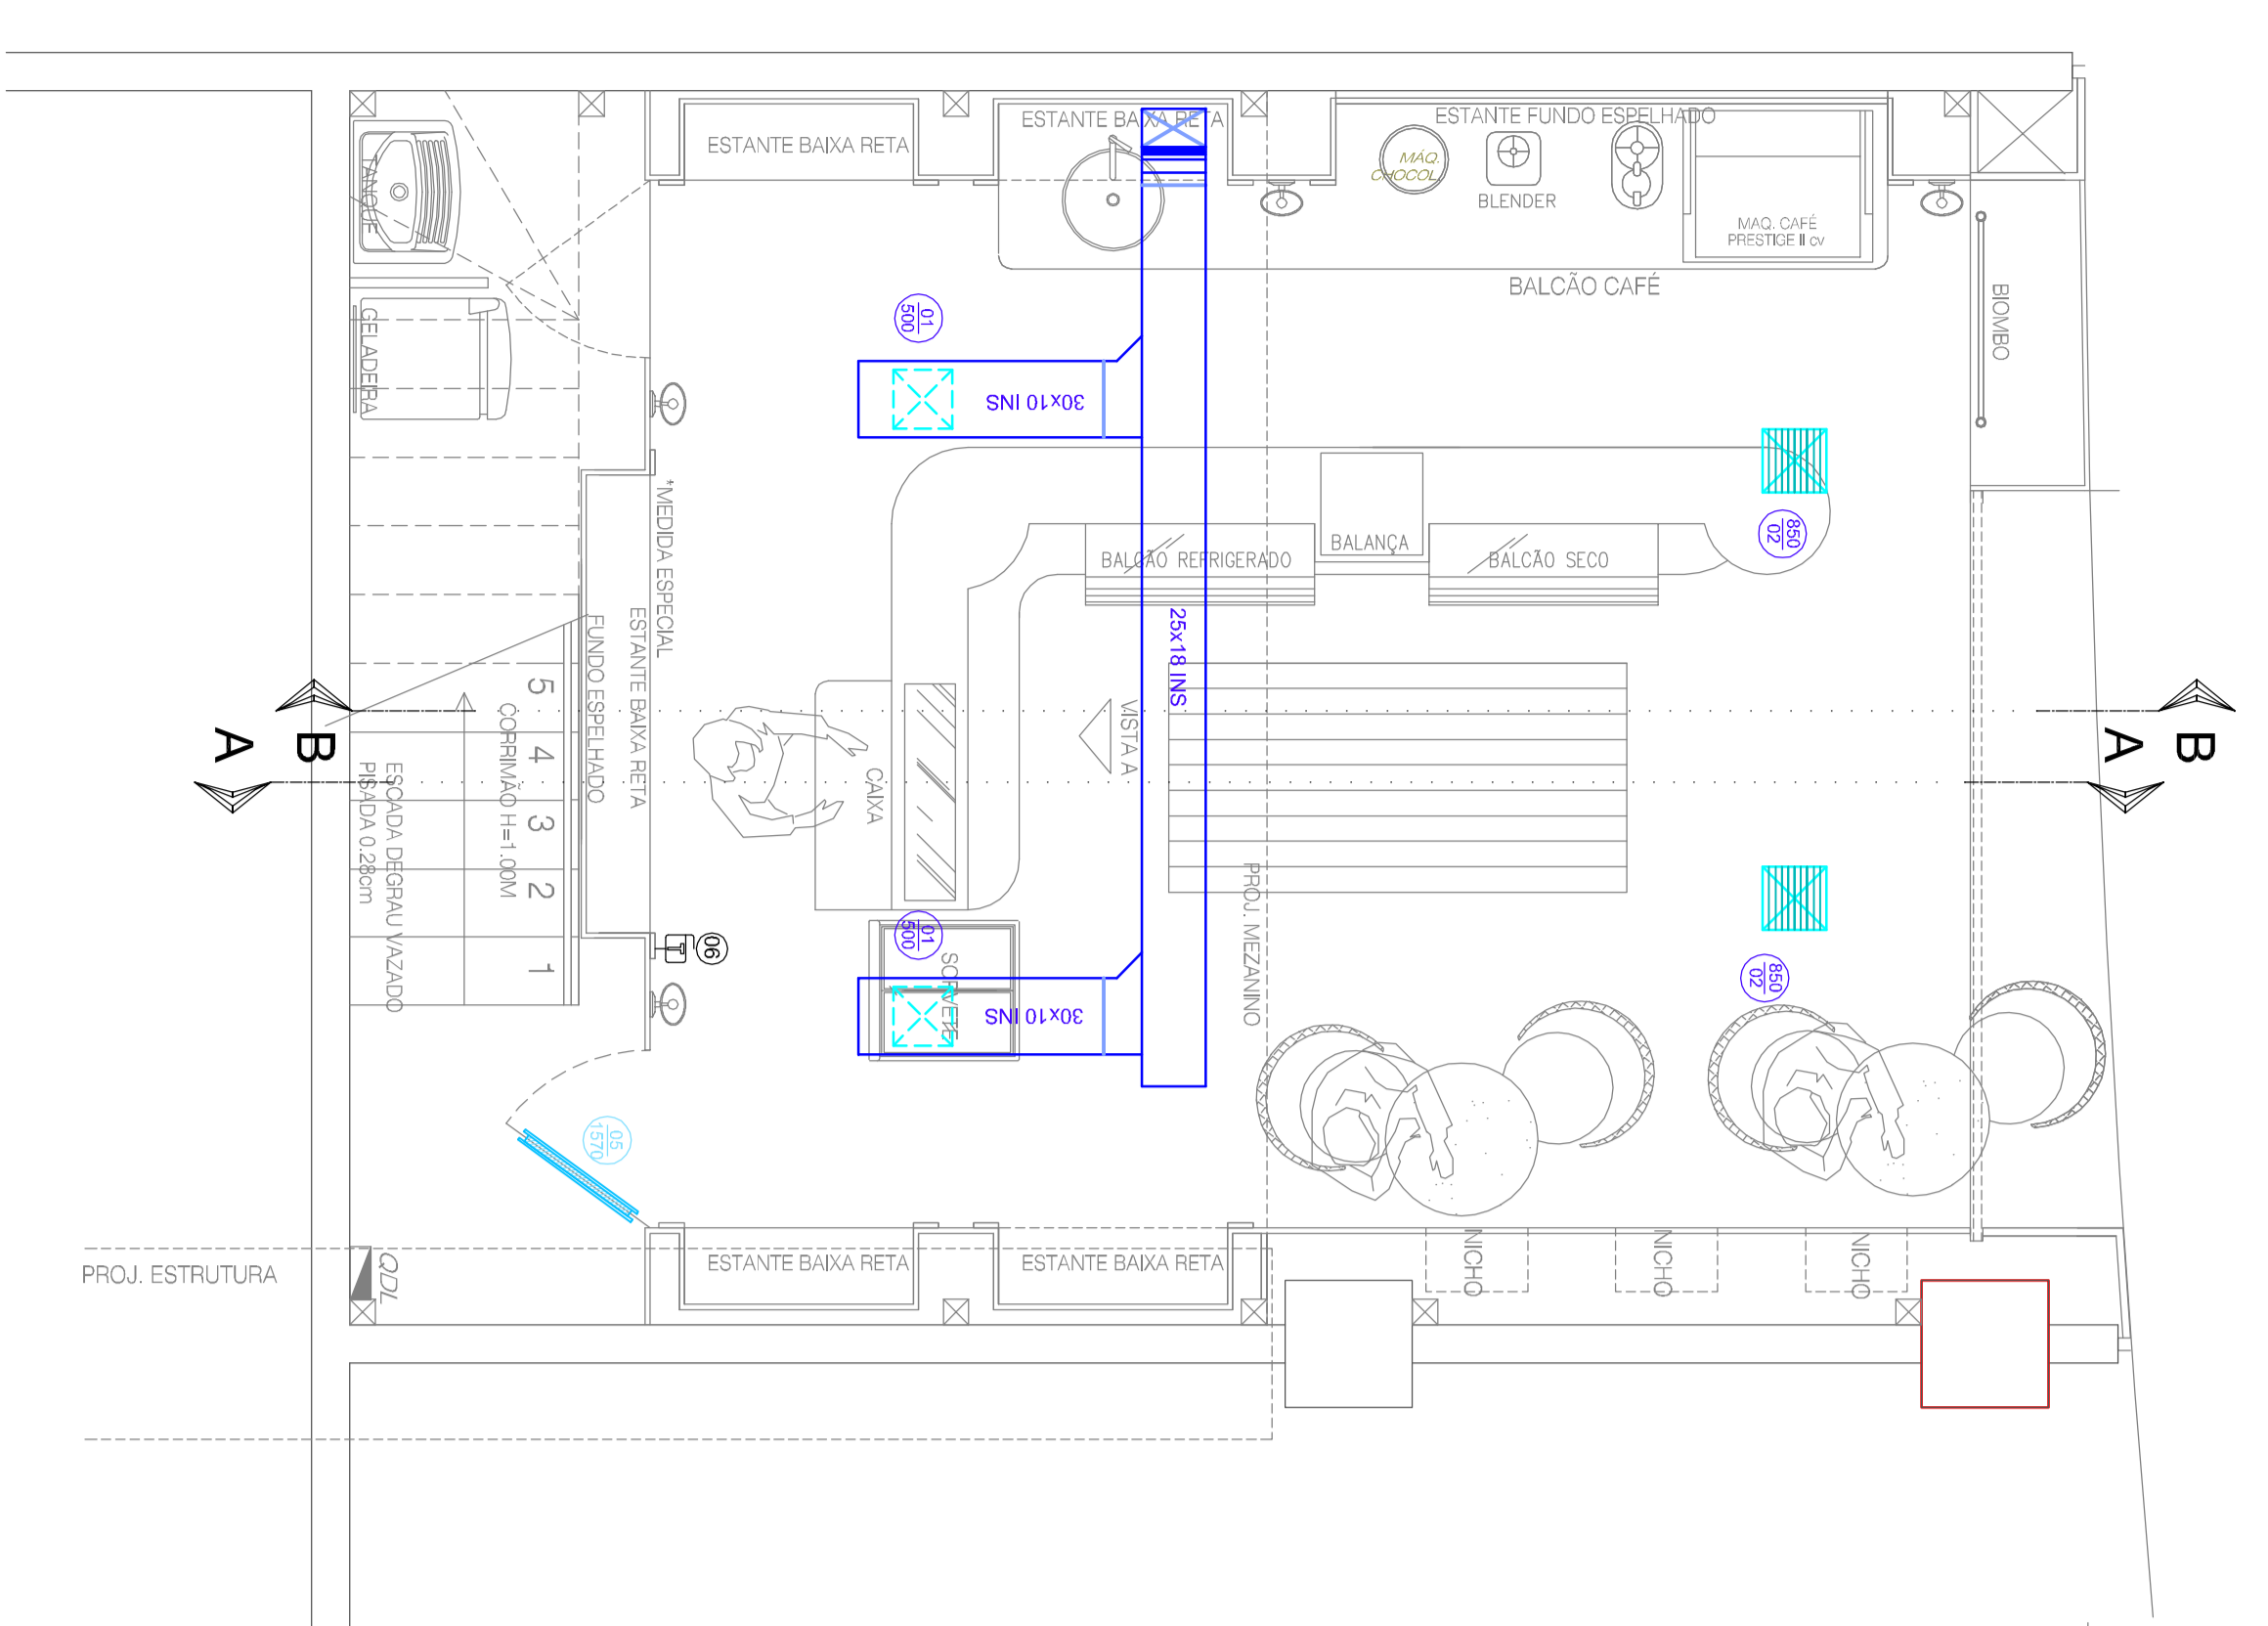 ESTANTE BAIXA RETA
ESTANTE BAIXA RETA
ESTANTE FUNDO ESPELHADO
MÁQ.
CHOCOL.
BLENDER
MAQ. CAFÉ
PRESTIGE II cv
BALCÃO CAFÉ
TANQUE
GELADEIRA
BIOMBO
01
500
30x10 INS
850
02
*MEDIDA ESPECIAL
BALCÃO REFRIGERADO
BALANÇA
BALCÃO SECO
25x18 INS
ESTANTE BAIXA RETA
FUNDO ESPELHADO
VISTA A
CAIXA
5
4
3
2
1
CORRIMÃO H=1.00M
ESCADA DEGRAU VAZADO
PISADA 0.28cm
A
B
A
B
PROJ. MEZANINO
01
500
SORVETE
30x10 INS
06
T
850
02
05
1570
PROJ. ESTRUTURA
QDL
ESTANTE BAIXA RETA
ESTANTE BAIXA RETA
NICHO
NICHO
NICHO